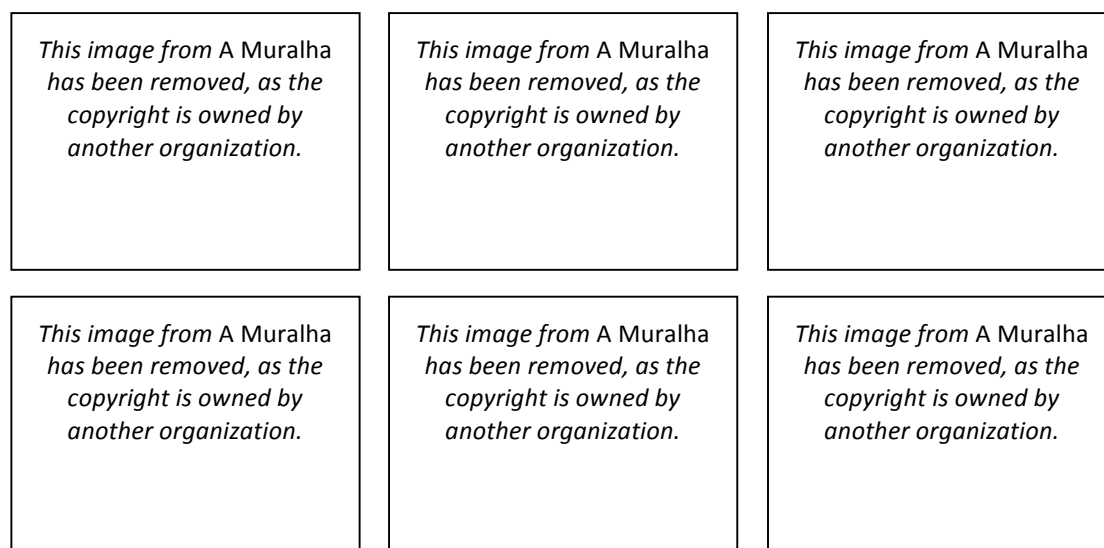 This image from A Muralha
has been removed, as the
copyright is owned by
another organization.
This image from A Muralha
has been removed, as the
copyright is owned by
another organization.
This image from A Muralha
has been removed, as the
copyright is owned by
another organization.
This image from A Muralha
has been removed, as the
copyright is owned by
another organization.
This image from A Muralha
has been removed, as the
copyright is owned by
another organization.
This image from A Muralha
has been removed, as the
copyright is owned by
another organization.